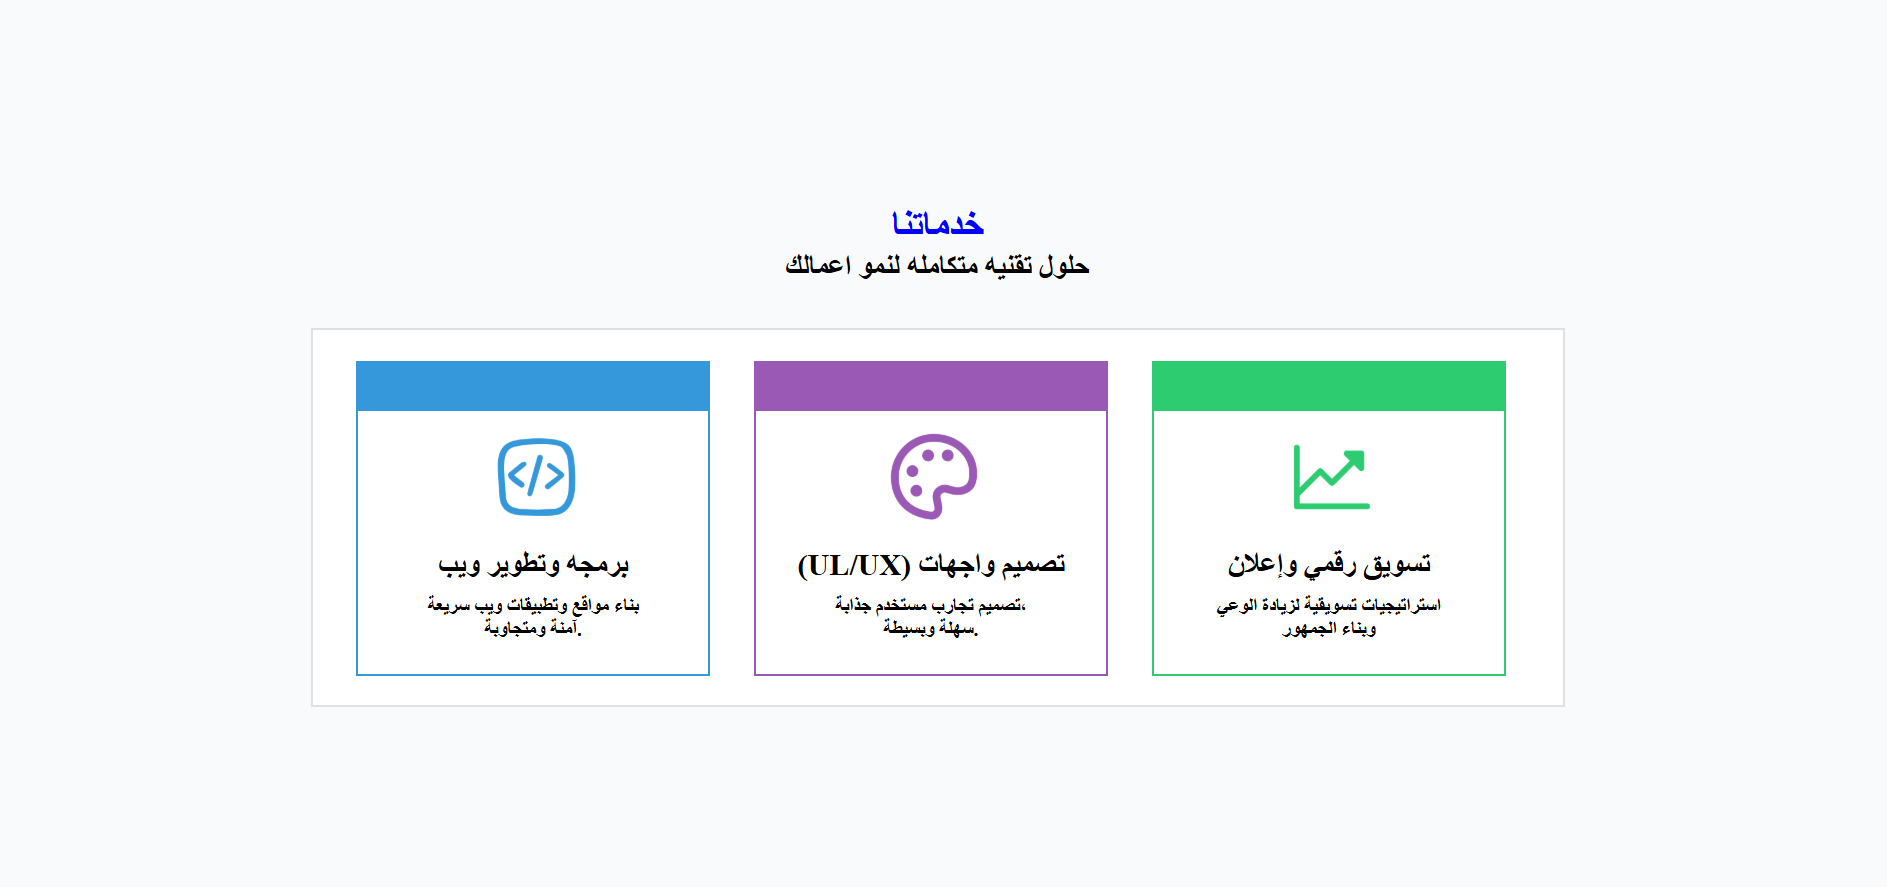 خدماتنا
حلول تقنيه متكامله لنمو اعمالك
تسويق رقمي وإعلان
استراتيجيات تسويقية لزيادة الوعي
وبناء الجمهور
تصميم واجهات (UL/UX)
تصميم تجارب مستخدم جذابة،
سهلة وبسيطة.
برمجه وتطوير ويب
بناء مواقع وتطبيقات ويب سريعة
آمنة ومتجاوبة.